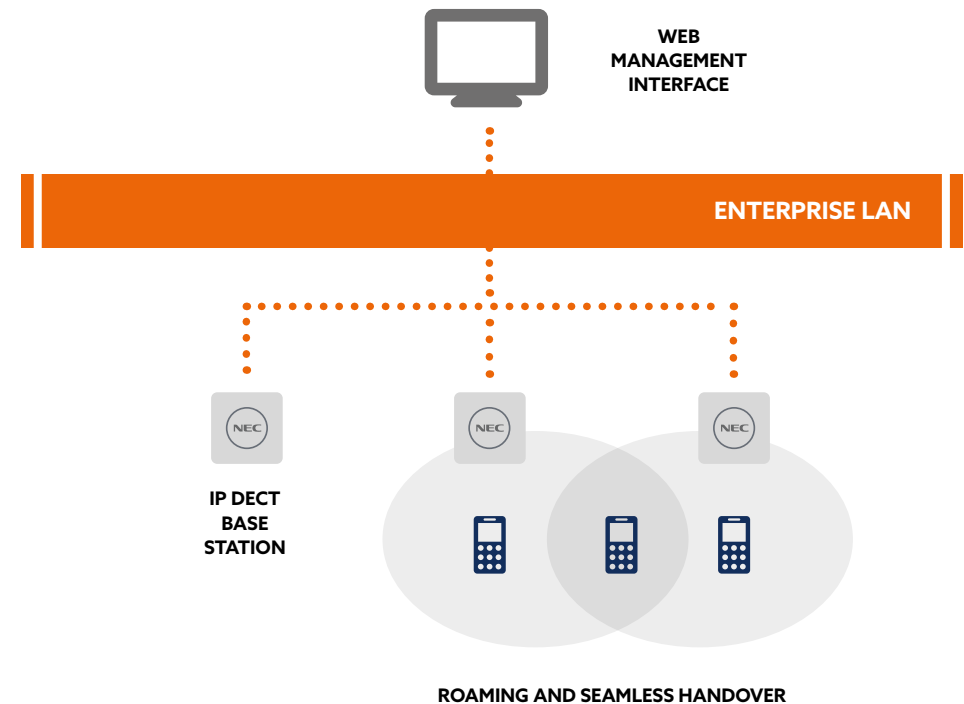 WEB
MANAGEMENT
INTERFACE
ENTERPRISE LAN
NEC
NEC
NEC
IP DECT
BASE
STATION
ROAMING AND SEAMLESS HANDOVER